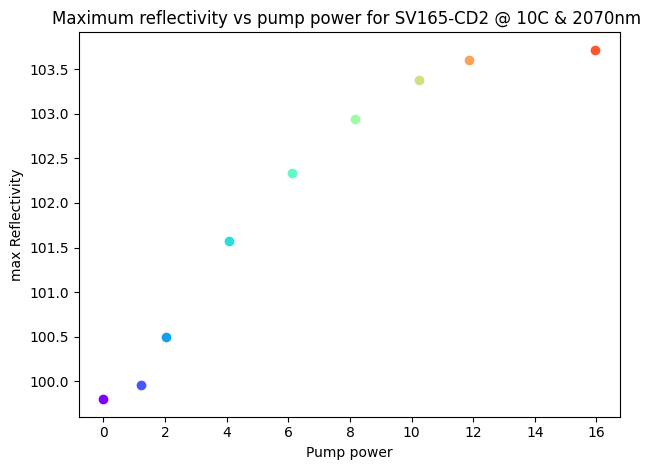 Maximum reflectivity vs pump power for SV165-CD2 @ 10C & 2070nm
103.5
103.0
102.5
102.0
101.5
101.0
100.5
100.0
max Reflectivity
0 2 4 6 8 10 12 14 16
Pump power